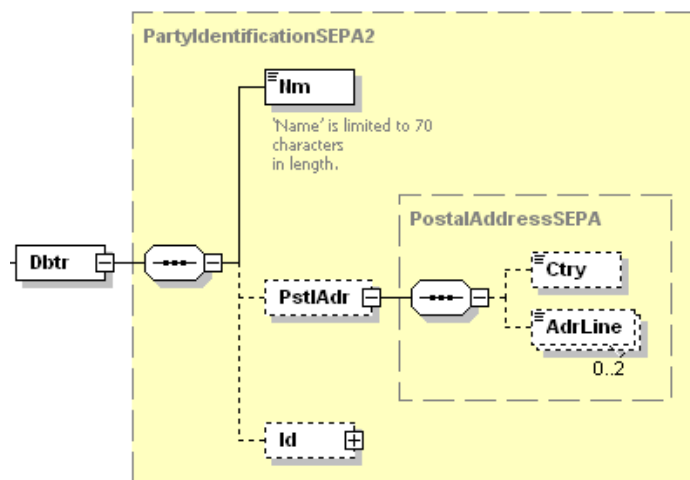 PartyIdentificationSEPA2
Nm
'Name' is limited to 70
characters
in length.
PostalAddressSEPA
Dbtr
Ctry
PstlAdr
AdrLine
0..2
Id